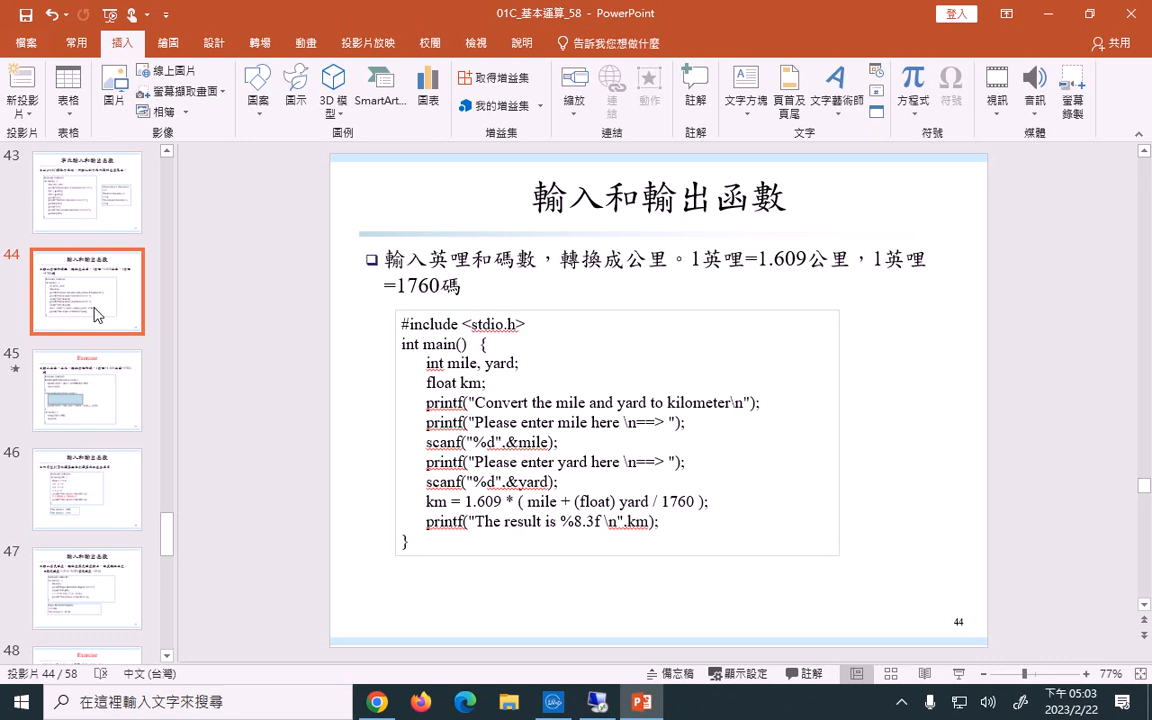 01C_基本運算_58 - PowerPoint
登入
檔案 常用 插入 繪圖 設計 轉場 動畫 投影片放映 校閱 檢視 說明 告訴我您想做什麼 共用
新投影片 表格 圖片 線上圖片 螢幕擷取畫面 相簿 圖案 圖示 3D 模型 SmartArt... 圖表 取得增益集 我的增益集 縮放 連結 動作 註解 文字方塊 頁首及頁尾 文字藝術師 方程式 符號 視訊 音訊 螢幕錄製
投影片 表格 影像 圖例 增益集 連結 註解 文字 符號 媒體
43
44
45
Exercise
46
47
48
Exercise
輸入和輸出函數
輸入英哩和碼數，轉換成公里。1英哩=1.609公里，1英哩
=1760碼
#include <stdio.h>
int main() {
int mile, yard;
float km;
printf("Convert the mile and yard to kilometer\n");
printf("Please enter mile here \n==> ");
scanf("%d",&mile);
printf("Please enter yard here \n==> ");
scanf("%d",&yard);
km = 1.609 * ( mile + (float) yard / 1760 );
printf("The result is %8.3f \n",km);
}
44
投影片 44 / 58 中文 (台灣) 備忘稿 顯示設定 註解 77%
在這裡輸入文字來搜尋
下午 05:03
2023/2/22